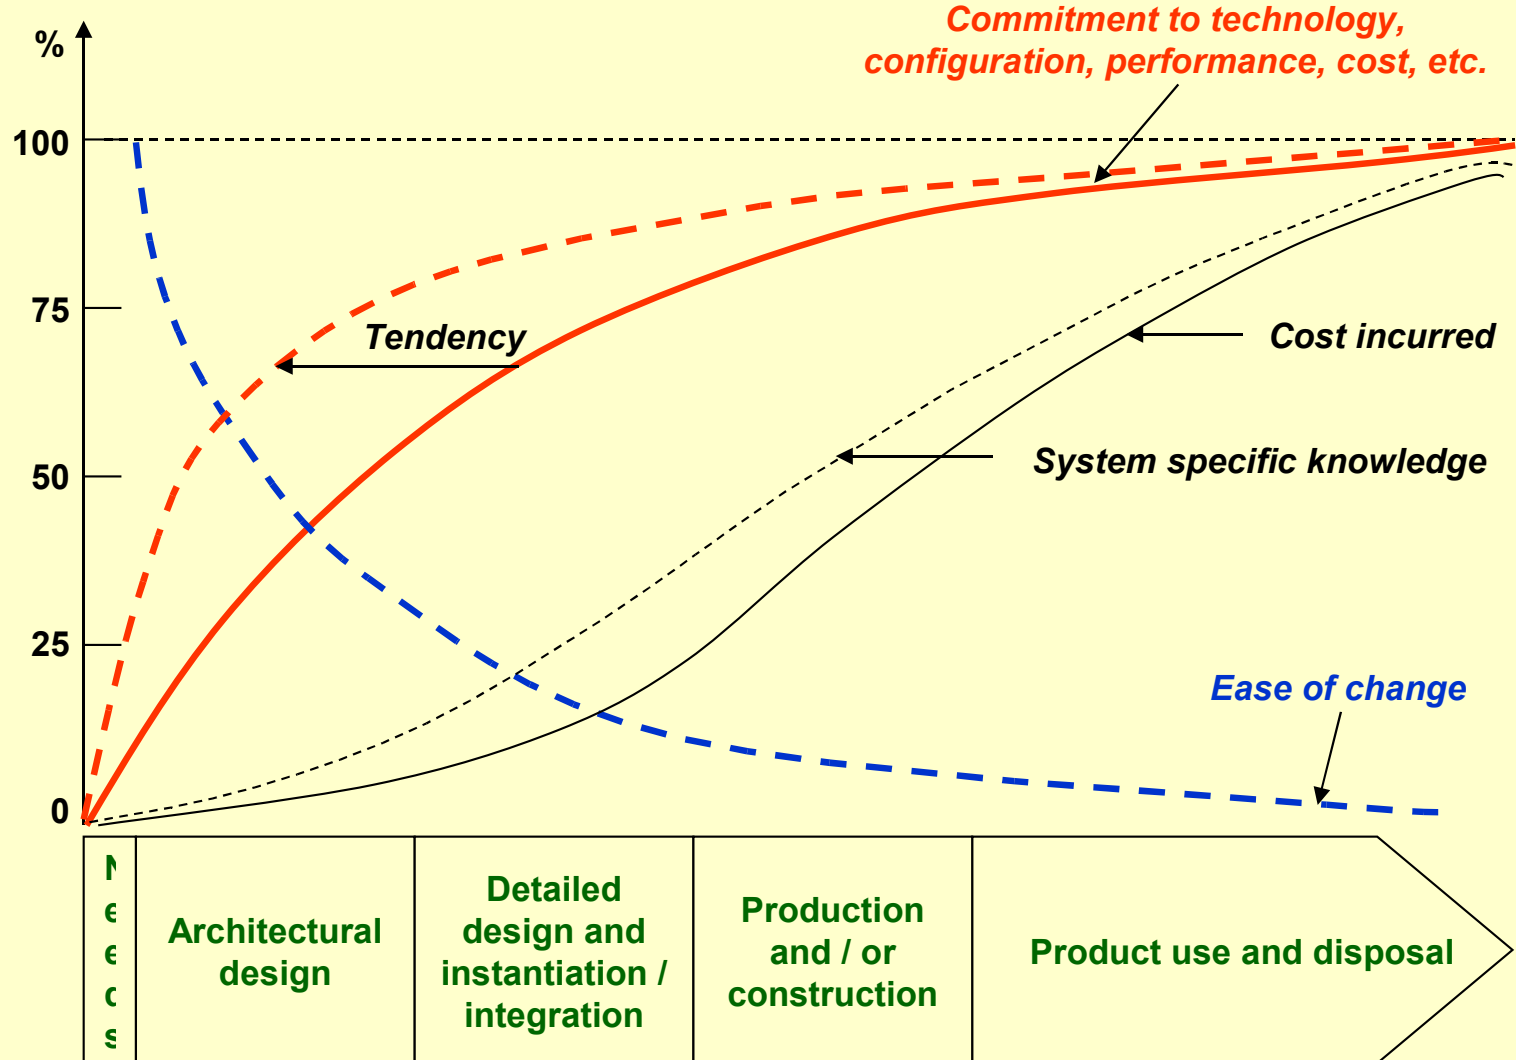 %
Commitment to technology,
configuration, performance, cost, etc.
100
75
Tendency
Cost incurred
50
System specific knowledge
25
Ease of change
0
N
e
e
d
s
Architectural
design
Detailed
design and
instantiation /
integration
Production
and / or
construction
Product use and disposal